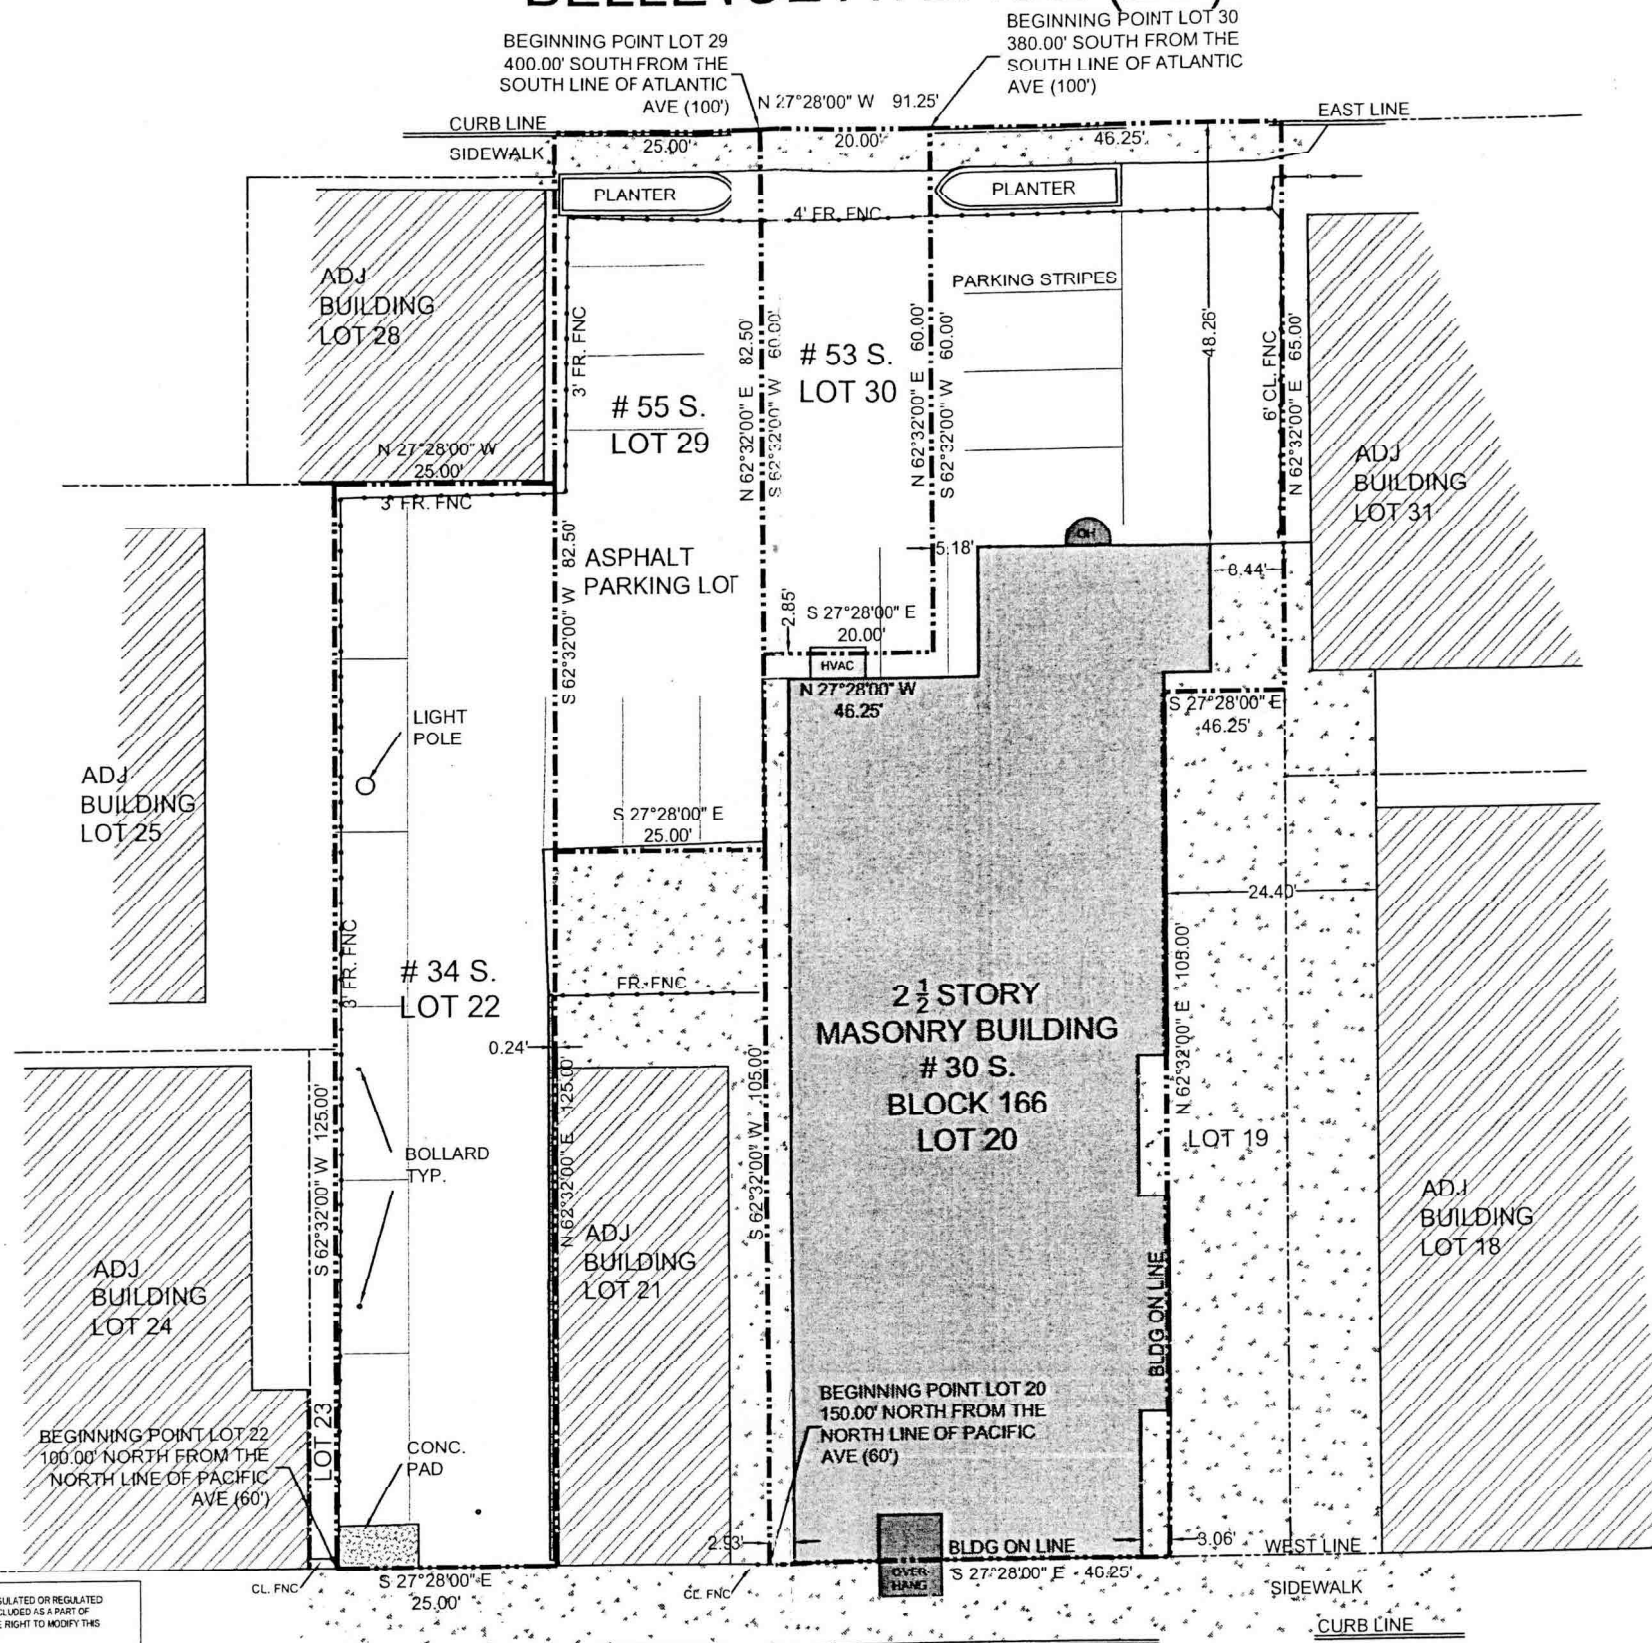 BEGINNING POINT LOT 29
400.00' SOUTH FROM THE
SOUTH LINE OF ATLANTIC
AVE (100')
BEGINNING POINT LOT 30
380.00' SOUTH FROM THE
SOUTH LINE OF ATLANTIC
AVE (100')
N 27°28'00" W 91.25'
EAST LINE
CURB LINE
SIDEWALK
25.00'
20.00'
46.25'
PLANTER
PLANTER
4' FR. FNC
ADJ
BUILDING
LOT 28
3' FR. FNC
N 62°32'00" E 82.50'
S 62°32'00" W 60.00'
# 53 S.
LOT 30
N 62°32'00" E 60.00'
S 62°32'00" W 60.00'
PARKING STRIPES
48.26'
6' CL. FNC
N 62°32'00" E 65.00'
# 55 S.
LOT 29
N 27°28'00" W
25.00'
3' FR. FNC
ADJ
BUILDING
LOT 31
ASPHALT
PARKING LOT
S 62°32'00" W 82.50'
OH
5.18'
8.44'
2.85'
S 27°28'00" E
20.00'
HVAC
N 27°28'00" W
46.25'
S 27°28'00" E
46.25'
LIGHT
POLE
ADJ
BUILDING
LOT 25
S 27°28'00" E
25.00'
24.40'
3' FR. FNC
# 34 S.
LOT 22
FR. FNC
2 1/2 STORY
MASONRY BUILDING
# 30 S.
BLOCK 166
LOT 20
N 62°32'00" E 105.00'
0.24'
S 62°32'00" W 125.00'
N 62°32'00" E 125.00'
S 62°32'00" W 105.00'
LOT 19
BOLLARD
TYP.
ADJ
BUILDING
LOT 21
ADJ
BUILDING
LOT 18
ADJ
BUILDING
LOT 24
BLDG ON LINE
BEGINNING POINT LOT 20
150.00' NORTH FROM THE
NORTH LINE OF PACIFIC
AVE (60')
BEGINNING POINT LOT 22
100.00' NORTH FROM THE
NORTH LINE OF PACIFIC
AVE (60')
LOT 23
CONC.
PAD
2.93'
BLDG ON LINE
3.06'
WEST LINE
CL. FNC
S 27°28'00" E
25.00'
CL. FNC
OVER
HANG
S 27°28'00" E 46.25'
SIDEWALK
CURB LINE
OR REGULATED
AS A PART OF
RIGHT TO MODIFY THIS